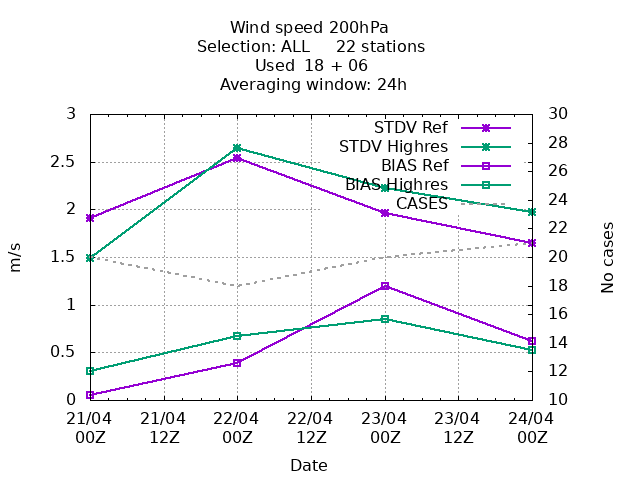 Wind speed 200hPa
Selection: ALL     22 stations
Used  18 + 06
Averaging window: 24h
STDV Ref
STDV Highres
BIAS Ref
BIAS Highres
CASES
3
2.5
2
1.5
1
0.5
0
m/s
30
28
26
24
22
20
18
16
14
12
10
No cases
21/04 21/04 22/04 22/04 23/04 23/04 24/04
00Z 12Z 00Z 12Z 00Z 12Z 00Z
Date